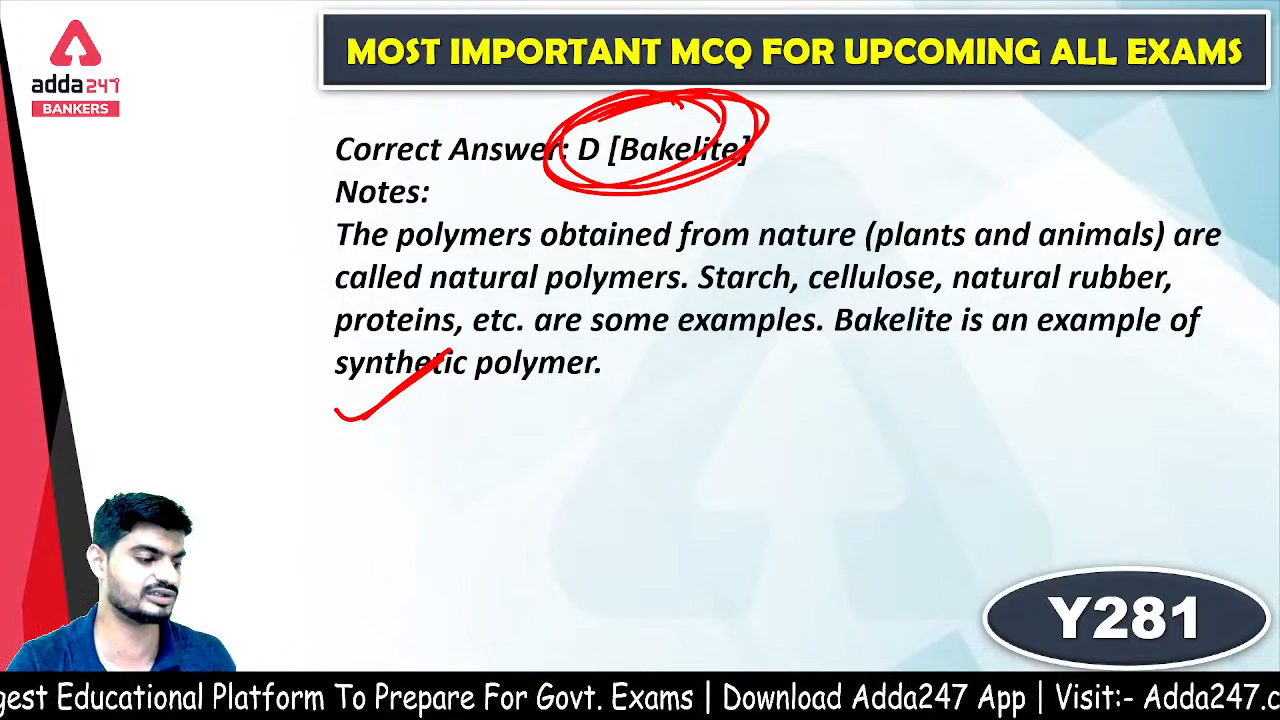 MOST IMPORTANT MCQ FOR UPCOMING ALL EXAMS
adda247
BANKERS
Correct Answer: D [Bakelite]
Notes:
The polymers obtained from nature (plants and animals) are
called natural polymers. Starch, cellulose, natural rubber,
proteins, etc. are some examples. Bakelite is an example of
synthetic polymer.
Y281
gest Educational Platform To Prepare For Govt. Exams | Download Adda247 App | Visit:- Adda247.c